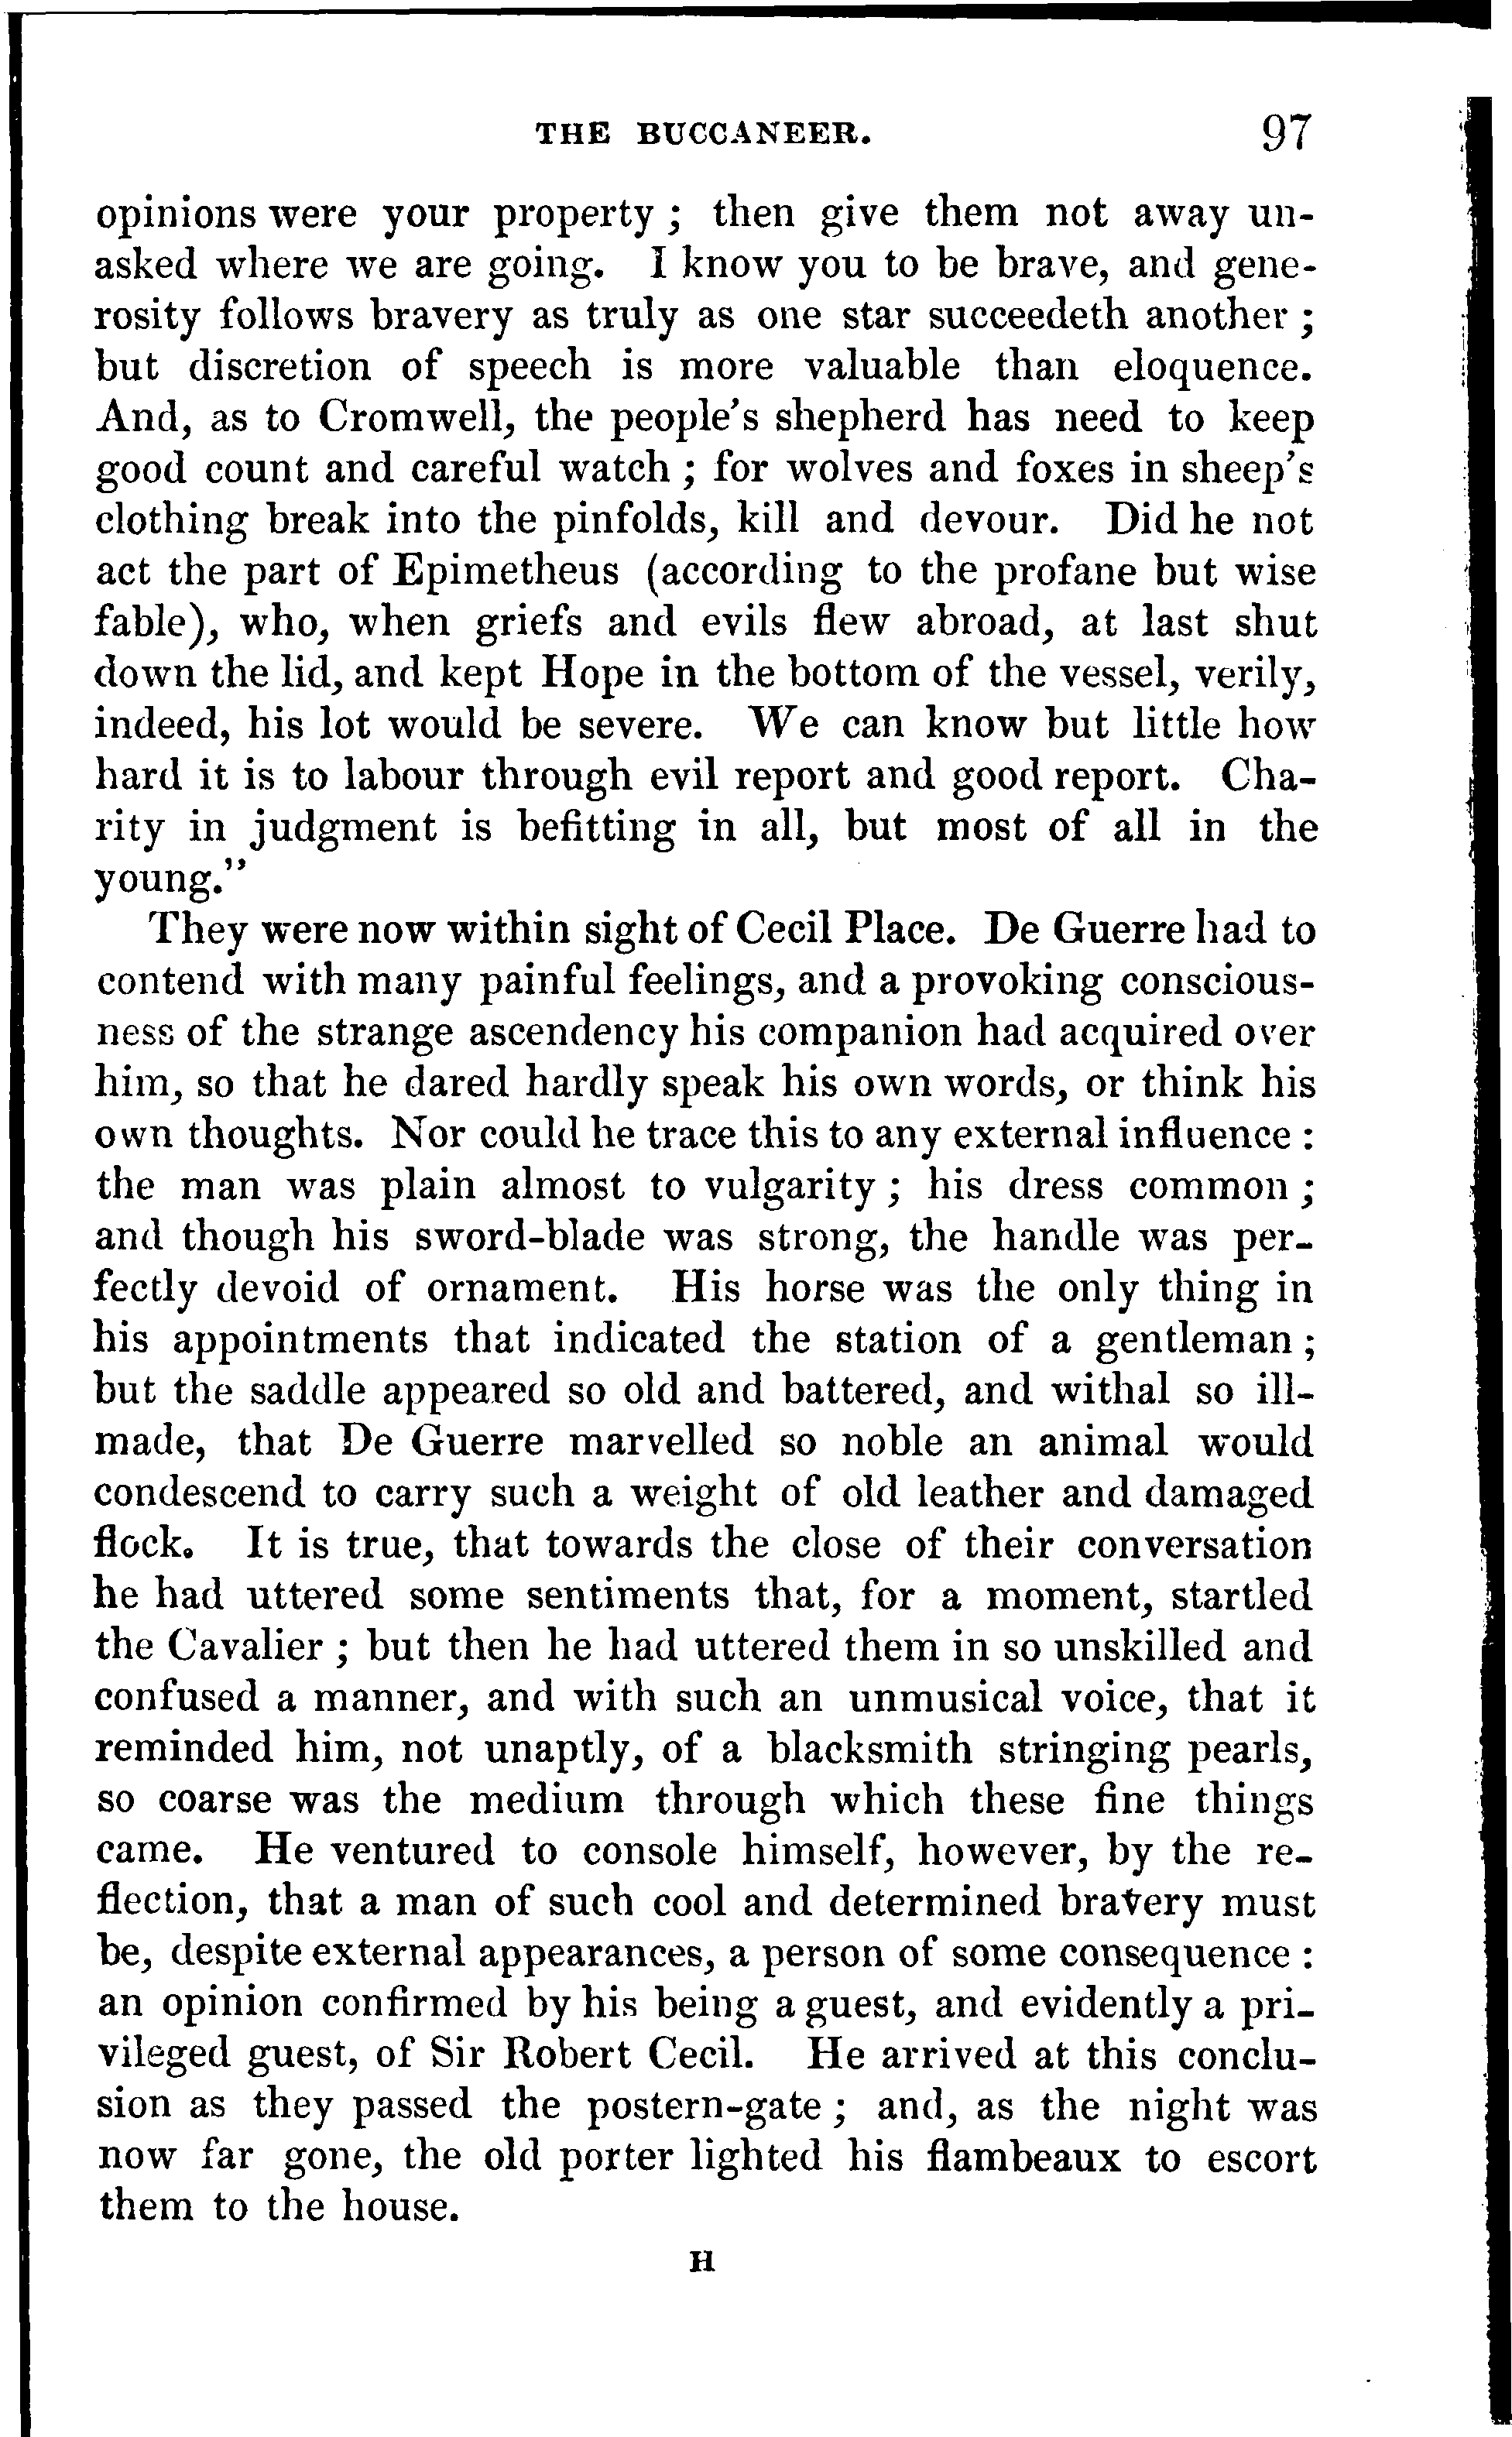 THE BUCCANEER. 97
opinions were your property ; then give them not away un-
asked where we are going. I know you to be brave, and gene-
rosity follows bravery as truly as one star succeedeth another ;
but discretion of speech is more valuable than eloquence.
And, as to Cromwell, the people's shepherd has need to keep
good count and careful watch ; for wolves and foxes in sheep's
clothing break into the pinfolds, kill and devour. Did he not
act the part of Epimetheus (according to the profane but wise
fable), who, when griefs and evils flew abroad, at last shut
down the lid, and kept Hope in the bottom of the vessel, verily,
indeed, his lot would be severe. We can know but little how
hard it is to labour through evil report and good report. Cha-
rity in judgment is befitting in all, but most of all in the
young."
They were now within sight of Cecil Place. De Guerre had to
contend with many painful feelings, and a provoking conscious-
ness of the strange ascendency his companion had acquired over
him, so that he dared hardly speak his own words, or think his
own thoughts. Nor could he trace this to any external influence :
the man was plain almost to vulgarity ; his dress common ;
and though his sword-blade was strong, the handle was per-
fectly devoid of ornament. His horse was the only thing in
his appointments that indicated the station of a gentleman ;
but the saddle appeared so old and battered, and withal so ill-
made, that De Guerre marvelled so noble an animal would
condescend to carry such a weight of old leather and damaged
flock. It is true, that towards the close of their conversation
he had uttered some sentiments that, for a moment, startled
the Cavalier ; but then he had uttered them in so unskilled and
confused a manner, and with such an unmusical voice, that it
reminded him, not unaptly, of a blacksmith stringing pearls,
so coarse was the medium through which these fine things
came. He ventured to console himself, however, by the re-
flection, that a man of such cool and determined bravery must
be, despite external appearances, a person of some consequence :
an opinion confirmed by his being a guest, and evidently a pri-
vileged guest, of Sir Robert Cecil. He arrived at this conclu-
sion as they passed the postern-gate ; and, as the night was
now far gone, the old porter lighted his flambeaux to escort
them to the house.
H